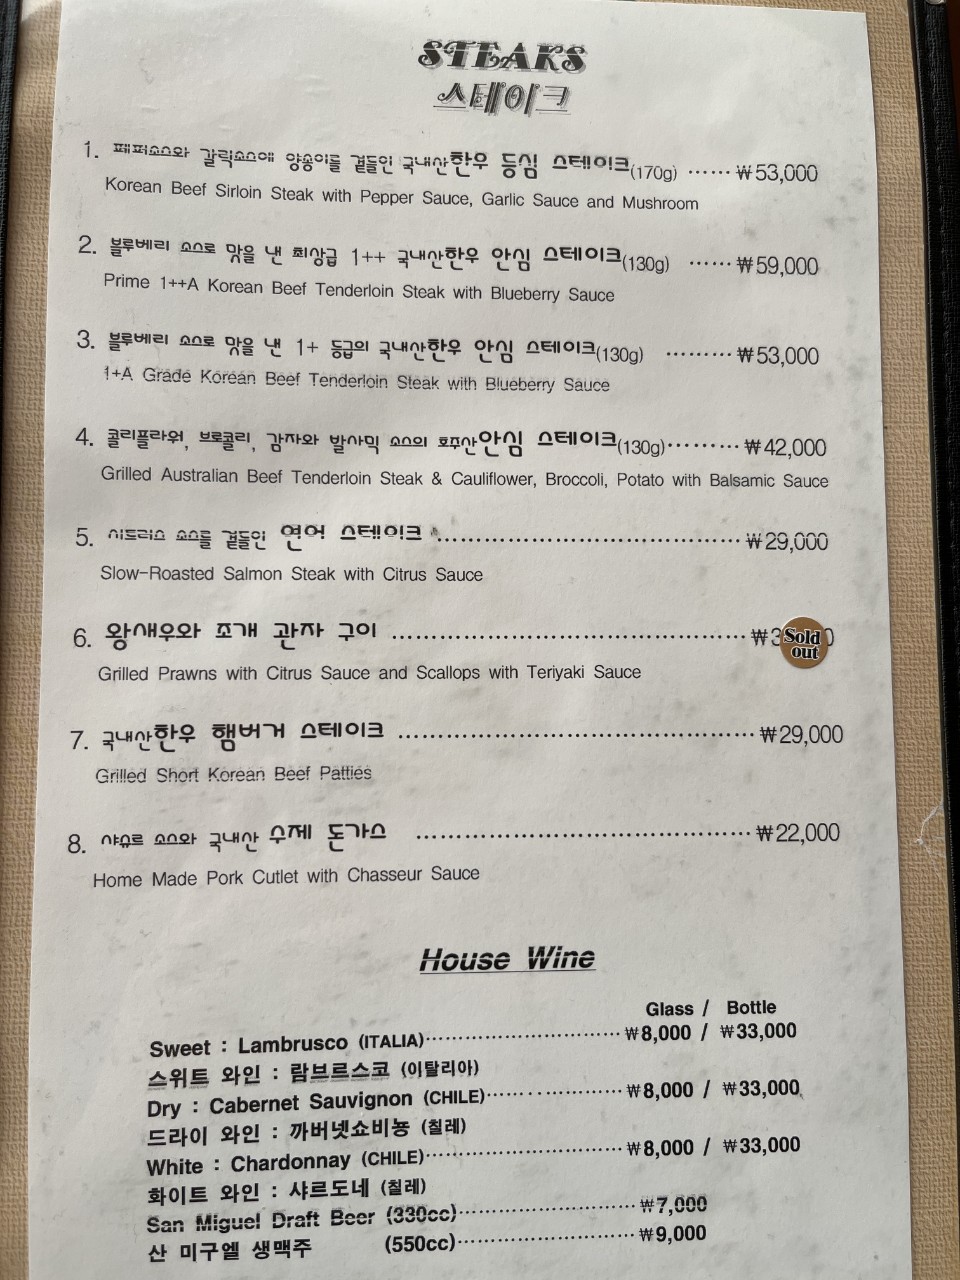 STEAKS
스테이크
1. 페퍼소스와 갈릭소스에 양송이를 곁들인 국내산한우 등심 스테이크(170g) ······ ₩53,000
Korean Beef Sirloin Steak with Pepper Sauce, Garlic Sauce and Mushroom
2. 블루베리 소스로 맛을 낸 최상급 1++ 국내산한우 안심 스테이크(130g) ······ ₩59,000
Prime 1++A Korean Beef Tenderloin Steak with Blueberry Sauce
3. 블루베리 소스로 맛을 낸 1+ 등급의 국내산한우 안심 스테이크(130g) ········· ₩53,000
1+A Grade Korean Beef Tenderloin Steak with Blueberry Sauce
4. 콜리플라워, 브로콜리, 감자와 발사믹 소스의 호주산안심 스테이크(130g)········· ₩42,000
Grilled Australian Beef Tenderloin Steak & Cauliflower, Broccoli, Potato with Balsamic Sauce
5. 시트러스 소스를 곁들인 연어 스테이크 ······································ ₩29,000
Slow-Roasted Salmon Steak with Citrus Sauce
6. 왕새우와 조개 관자 구이 ············································ ₩3
Sold
out
Grilled Prawns with Citrus Sauce and Scallops with Teriyaki Sauce
7. 국내산한우 햄버거 스테이크 ············································ ₩29,000
Grilled Short Korean Beef Patties
8. 샤슈르 소스와 국내산 수제 돈가스 ·········································· ₩22,000
Home Made Pork Cutlet with Chasseur Sauce
House Wine
Glass / Bottle
Sweet : Lambrusco (ITALIA)···························· ₩8,000 / ₩33,000
스위트 와인 : 람브르스코 (이탈리아)
Dry : Cabernet Sauvignon (CHILE)···················· ₩8,000 / ₩33,000
드라이 와인 : 까버넷쇼비뇽 (칠레)
White : Chardonnay (CHILE)···························· ₩8,000 / ₩33,000
화이트 와인 : 샤르도네 (칠레)
San Miguel Draft Beer (330cc)························· ₩7,000
산 미구엘 생맥주 (550cc)························· ₩9,000